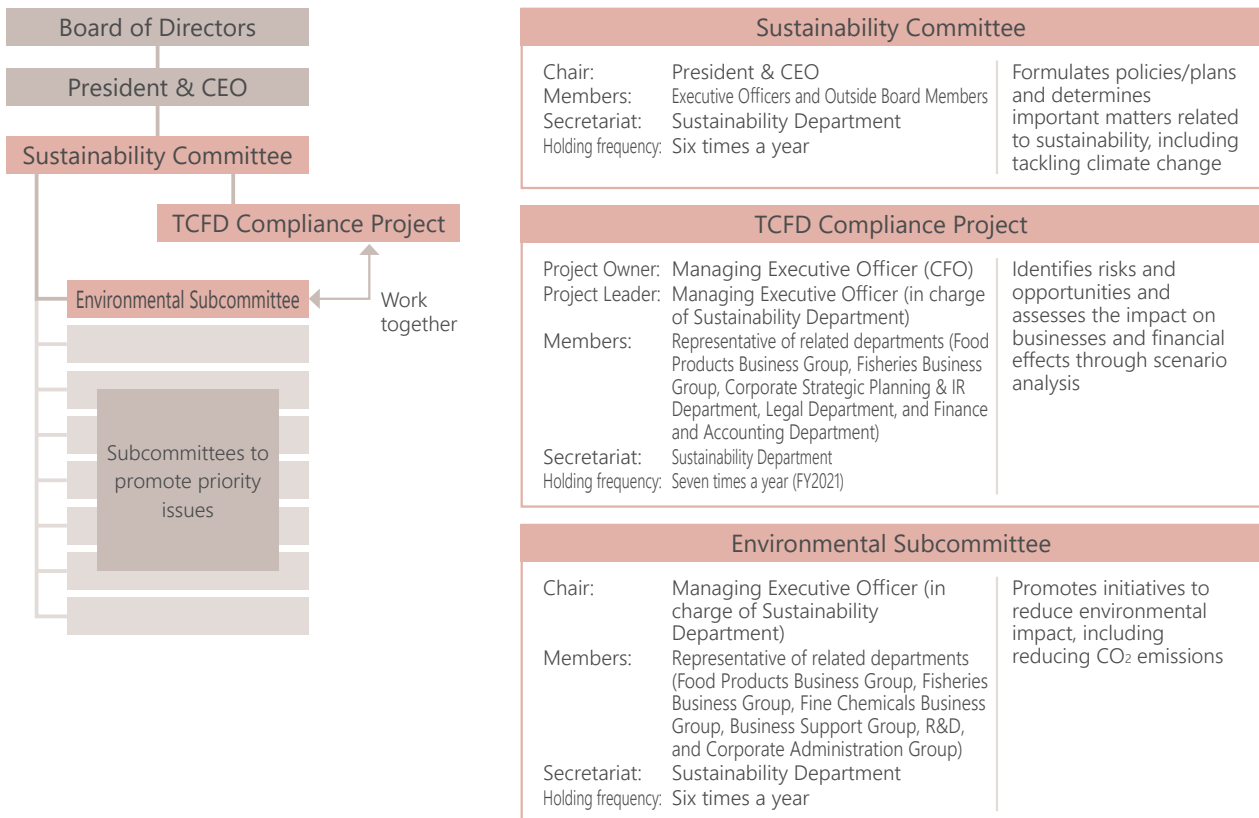 Board of Directors
President & CEO
Sustainability Committee
TCFD Compliance Project
Environmental Subcommittee
Work
together
Subcommittees to
promote priority
issues
Sustainability Committee
Chair: President & CEO
Members: Executive Officers and Outside Board Members
Secretariat: Sustainability Department
Holding frequency: Six times a year
Formulates policies/plans
and determines
important matters related
to sustainability, including
tackling climate change
TCFD Compliance Project
Project Owner: Managing Executive Officer (CFO)
Project Leader: Managing Executive Officer (in charge
of Sustainability Department)
Members: Representative of related departments (Food
Products Business Group, Fisheries Business
Group, Corporate Strategic Planning & IR
Department, Legal Department, and Finance
and Accounting Department)
Secretariat: Sustainability Department
Holding frequency: Seven times a year (FY2021)
Identifies risks and
opportunities and
assesses the impact on
businesses and financial
effects through scenario
analysis
Environmental Subcommittee
Chair: Managing Executive Officer (in
charge of Sustainability
Department)
Members: Representative of related departments
(Food Products Business Group, Fisheries
Business Group, Fine Chemicals Business
Group, Business Support Group, R&D,
and Corporate Administration Group)
Secretariat: Sustainability Department
Holding frequency: Six times a year
Promotes initiatives to
reduce environmental
impact, including
reducing CO₂ emissions